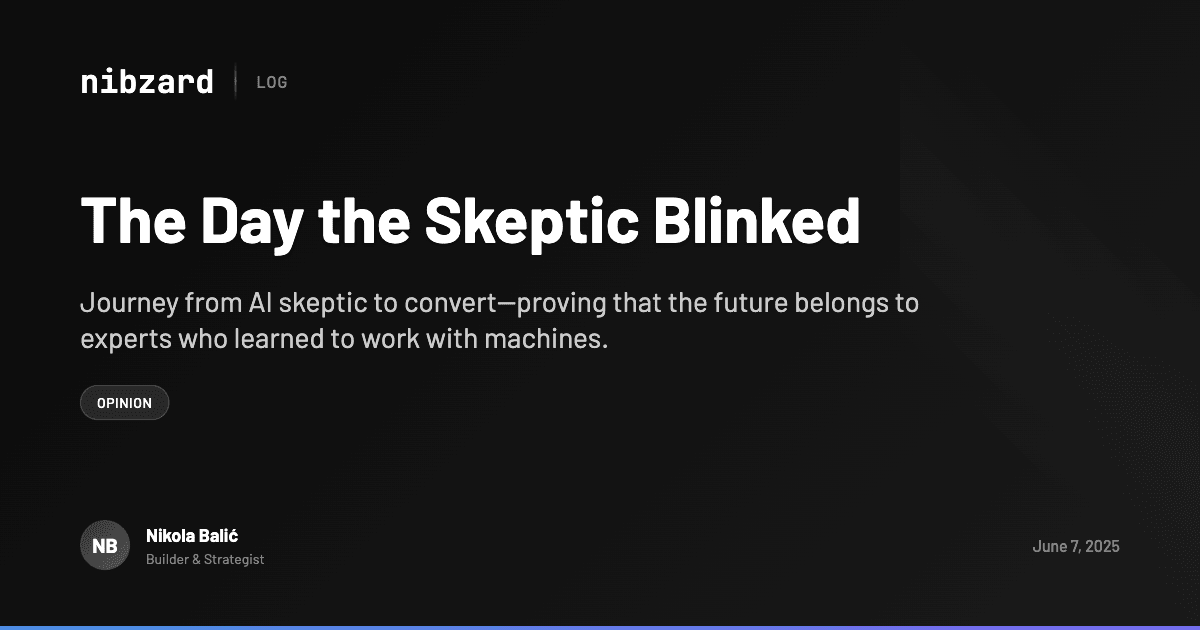 nibzard
LOG
The Day the Skeptic Blinked
Journey from AI skeptic to convert—proving that the future belongs to
experts who learned to work with machines.
OPINION
NB
Nikola Balić
Builder & Strategist
June 7, 2025